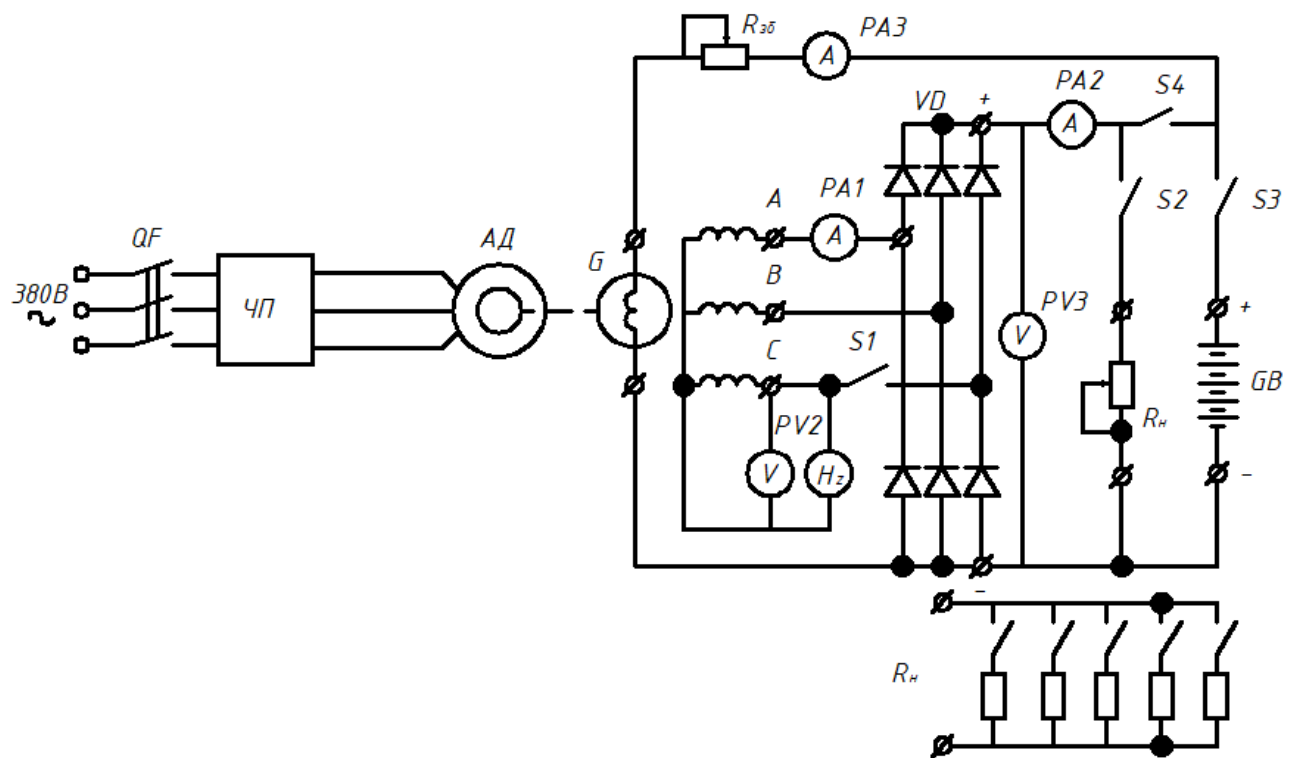 Rзб
PA3
A
PA2
S4
VD
+
A
A
PA1
S2
S3
QF
АД
G
A
380В
ЧП
B
PV3
+
C
S1
V
GB
PV2
Rн
V
Hz
-
-
Rн